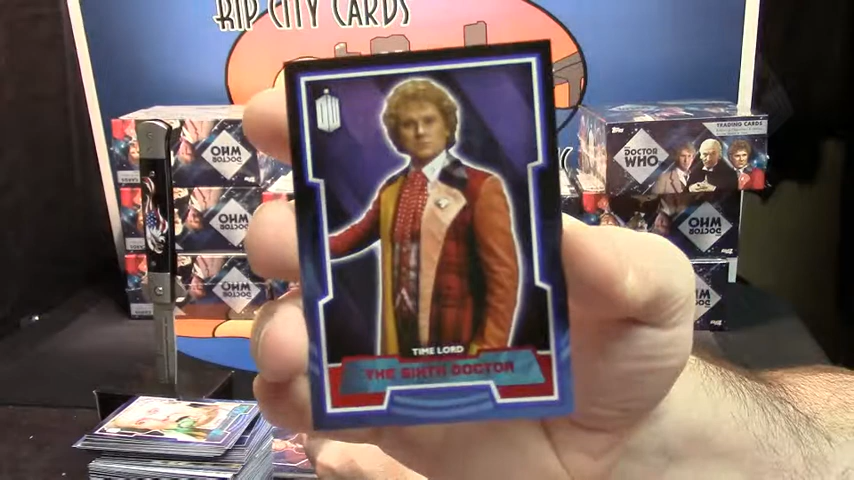 RIP CITY CARDS
TIME LORD
THE SIXTH DOCTOR
DOCTOR
WHO
DOCTOR
WHO
DOCTOR
WHO
topps
TRADING CARDS
DOCTOR
WHO
DOCTOR
WHO